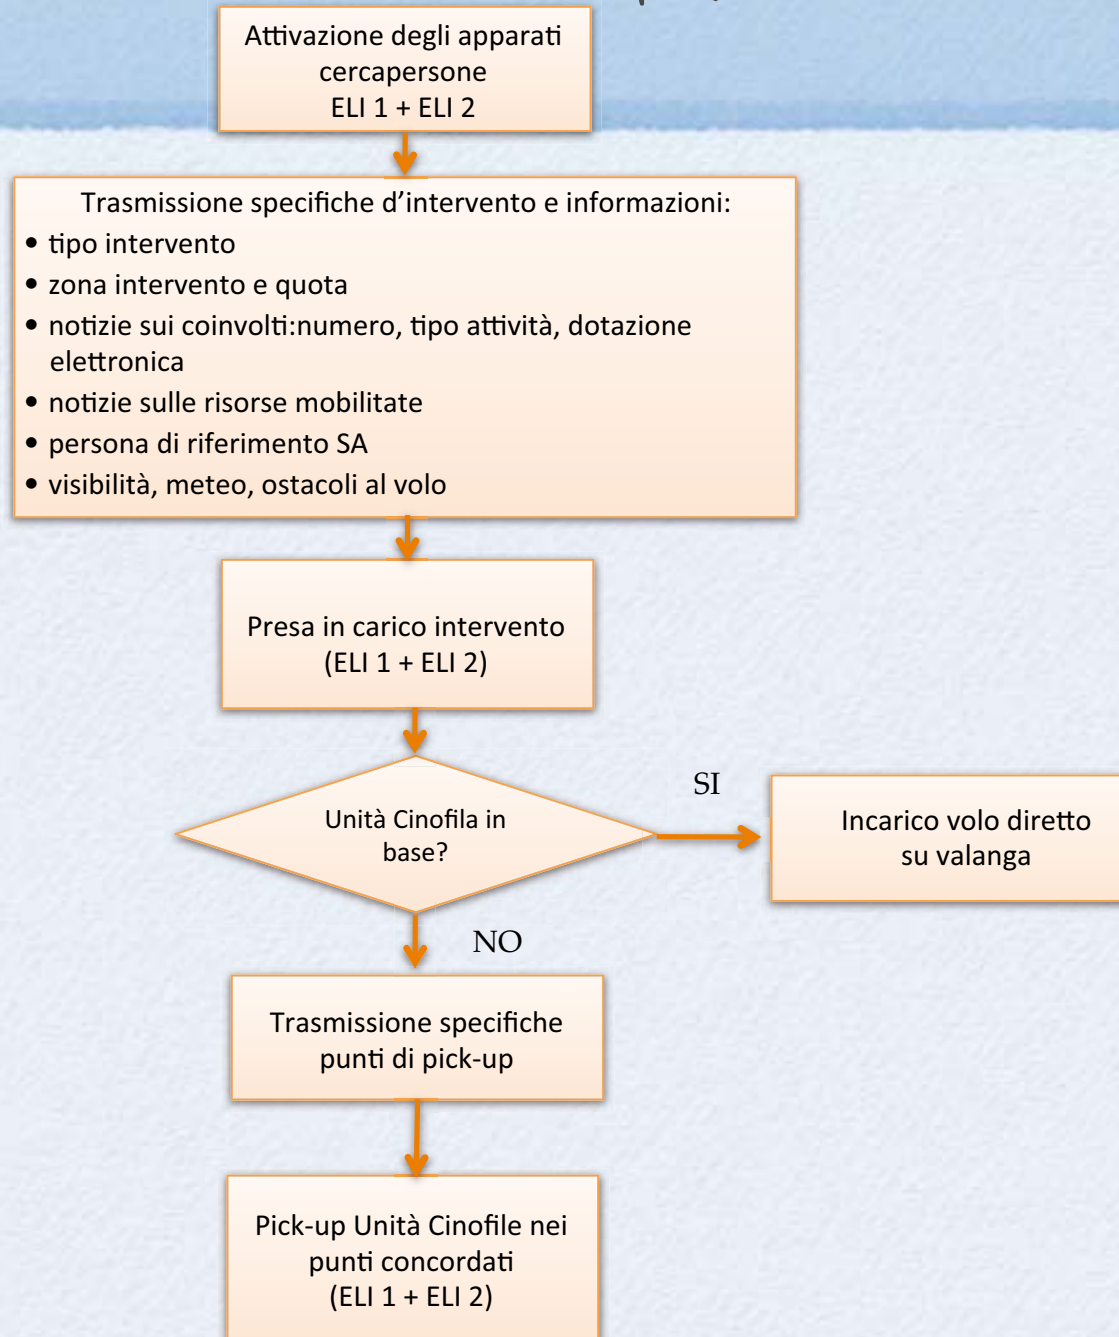 Attivazione degli apparati
cercapersone
ELI 1 + ELI 2
Trasmissione specifiche d’intervento e informazioni:
• tipo intervento
• zona intervento e quota
• notizie sui coinvolti:numero, tipo attività, dotazione
elettronica
• notizie sulle risorse mobilitate
• persona di riferimento SA
• visibilità, meteo, ostacoli al volo
Presa in carico intervento
(ELI 1 + ELI 2)
Unità Cinofila in
base?
SI
Incarico volo diretto
su valanga
NO
Trasmissione specifiche
punti di pick-up
Pick-up Unità Cinofile nei
punti concordati
(ELI 1 + ELI 2)